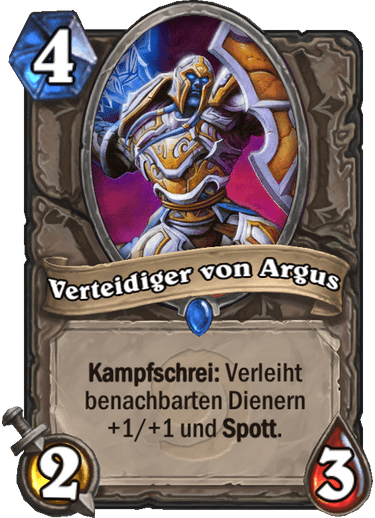 4
Verteidiger von Argus
Kampfschrei: Verleiht
benachbarten Dienern
+1/+1 und Spott.
2
3